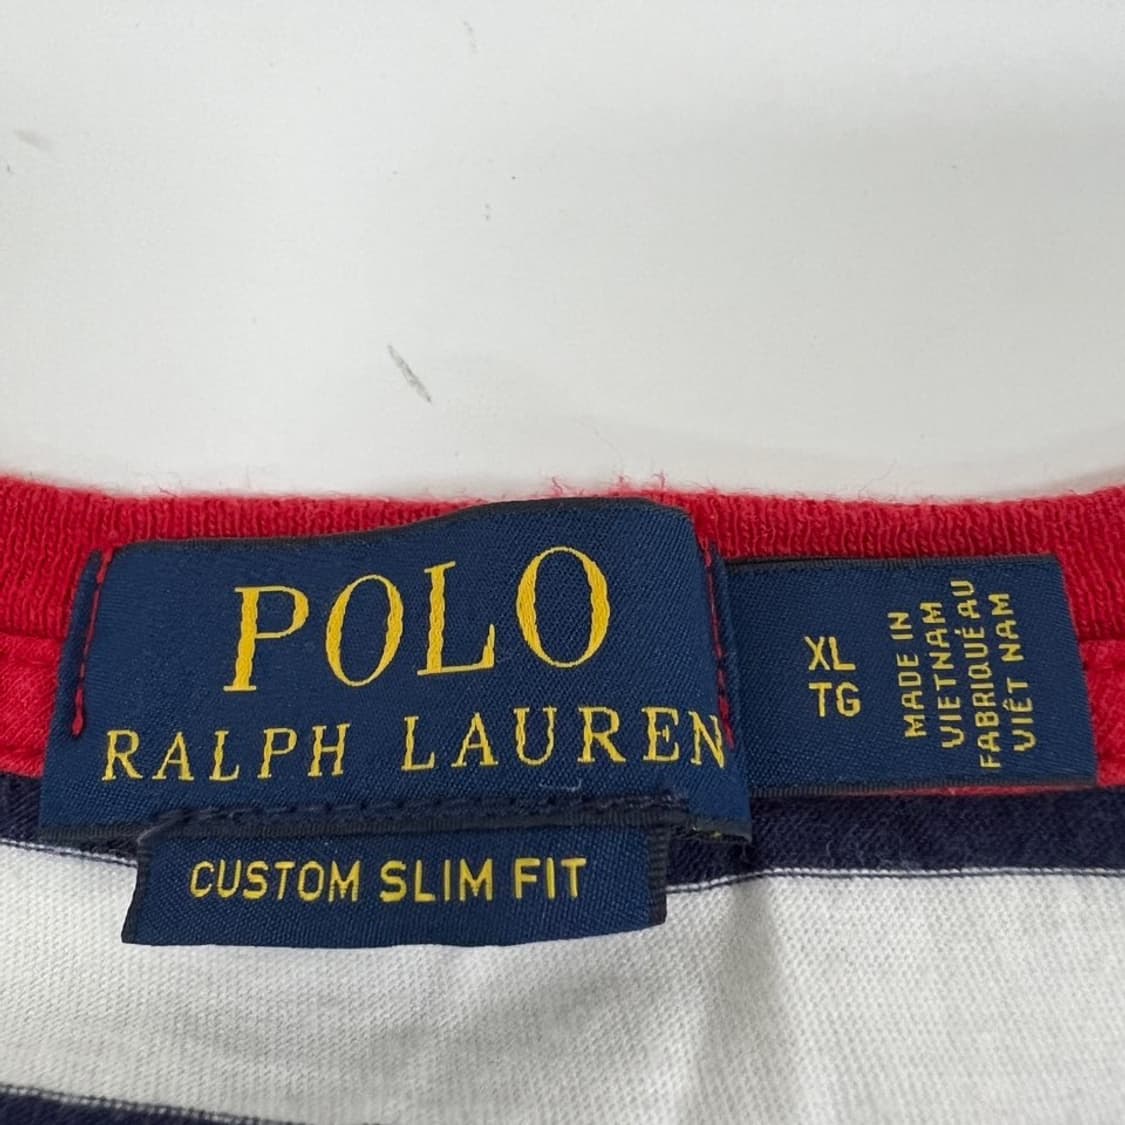 POLO
RALPH LAUREN
CUSTOM SLIM FIT
XL
TG
MADE IN
VIETNAM
FABRIQUÉ AU
VIÊT NAM